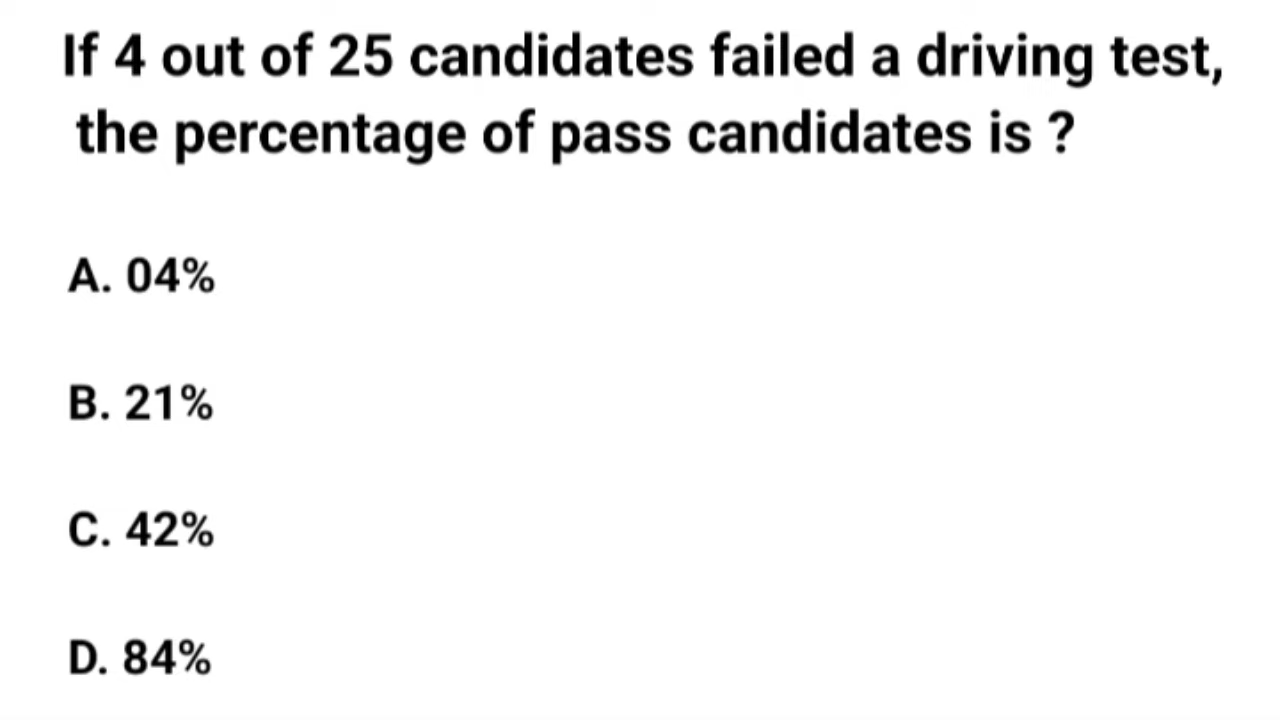 If 4 out of 25 candidates failed a driving test,
the percentage of pass candidates is ?
A. 04%
B. 21%
C. 42%
D. 84%